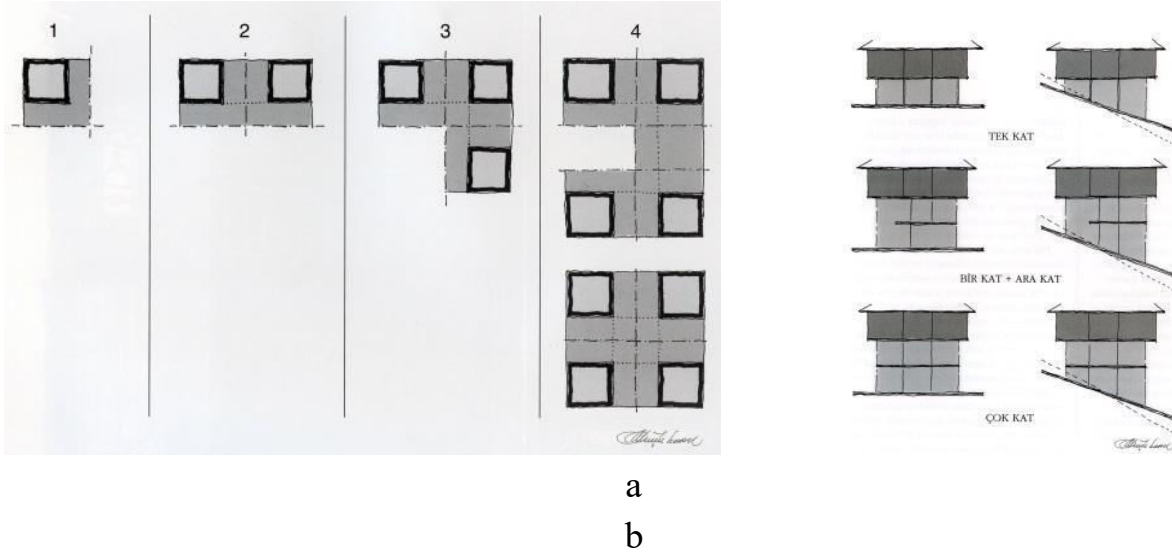 1 2 3 4
TEK KAT
BİR KAT + ARA KAT
ÇOK KAT
a
b